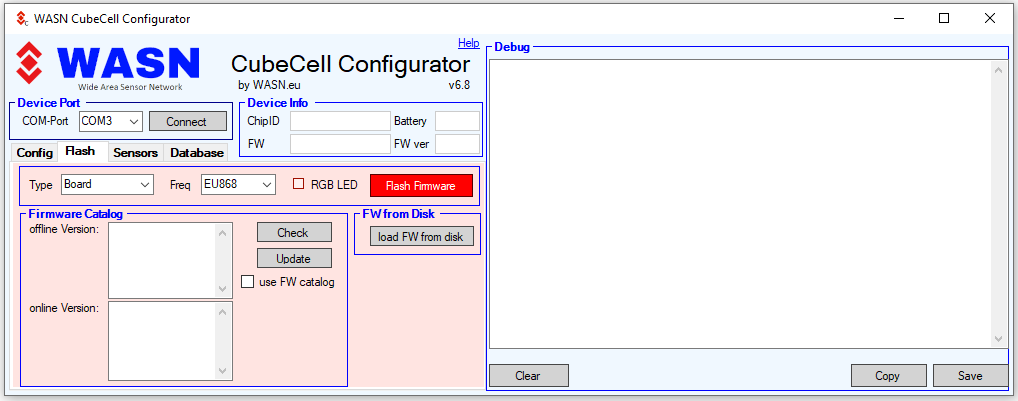 WASN CubeCell Configurator
Help
WASN
Wide Area Sensor Network
CubeCell Configurator
by WASN.eu v6.8
Device Port
COM-Port COM3 Connect
Device Info
ChipID Battery
FW FW ver
Config Flash Sensors Database
Type Board Freq EU868 RGB LED Flash Firmware
Firmware Catalog
offline Version: Check
Update
use FW catalog
online Version:
FW from Disk
load FW from disk
Debug
Clear Copy Save